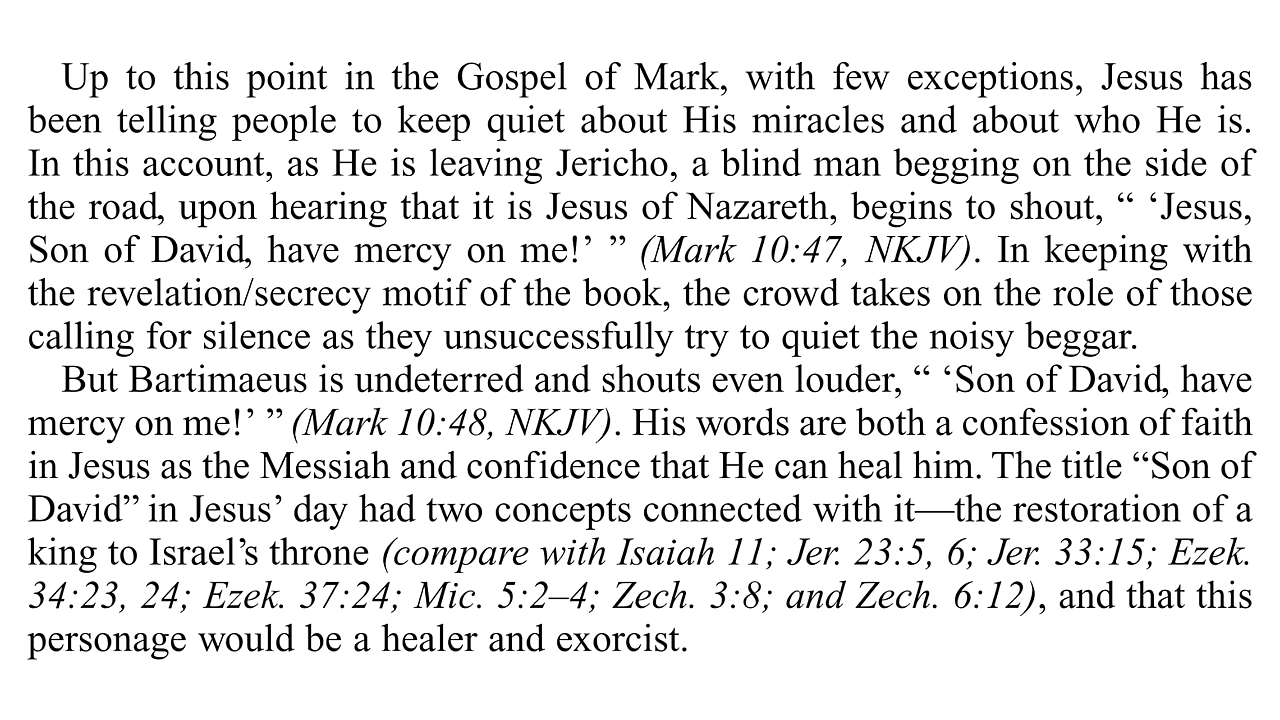 Up to this point in the Gospel of Mark, with few exceptions, Jesus has
been telling people to keep quiet about His miracles and about who He is.
In this account, as He is leaving Jericho, a blind man begging on the side of
the road, upon hearing that it is Jesus of Nazareth, begins to shout, “ ‘Jesus,
Son of David, have mercy on me!’ ” (Mark 10:47, NKJV). In keeping with
the revelation/secrecy motif of the book, the crowd takes on the role of those
calling for silence as they unsuccessfully try to quiet the noisy beggar.
But Bartimaeus is undeterred and shouts even louder, “ ‘Son of David, have
mercy on me!’ ” (Mark 10:48, NKJV). His words are both a confession of faith
in Jesus as the Messiah and confidence that He can heal him. The title “Son of
David” in Jesus’ day had two concepts connected with it—the restoration of a
king to Israel’s throne (compare with Isaiah 11; Jer. 23:5, 6; Jer. 33:15; Ezek.
34:23, 24; Ezek. 37:24; Mic. 5:2–4; Zech. 3:8; and Zech. 6:12), and that this
personage would be a healer and exorcist.